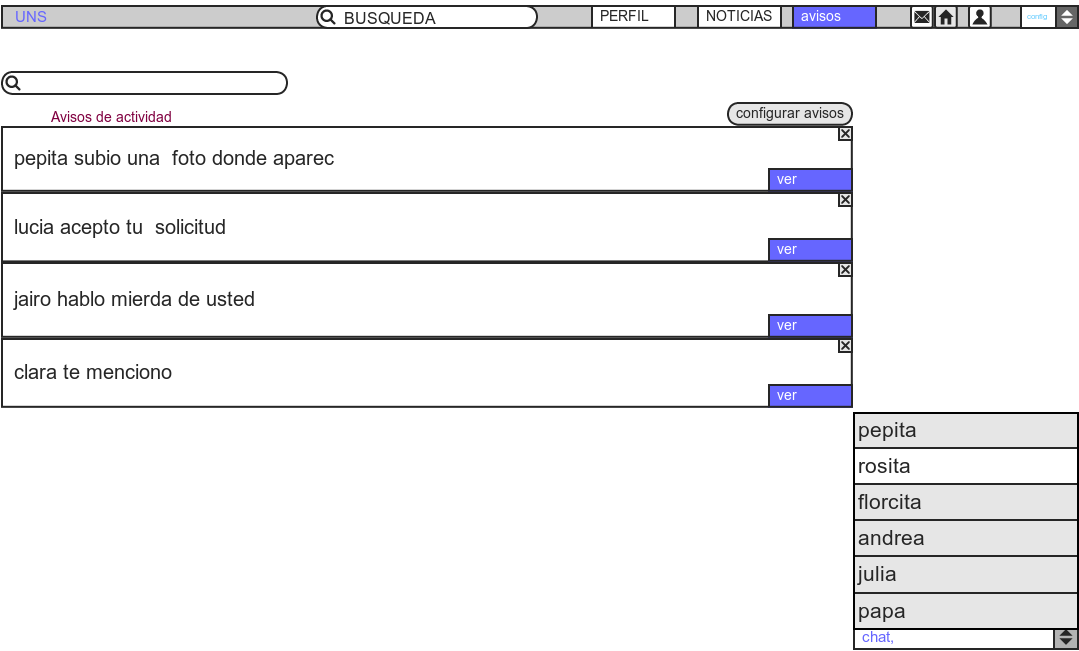 UNS
BUSQUEDA
PERFIL
NOTICIAS
avisos
config.
Avisos de actividad
configurar avisos
pepita subio una  foto donde aparec
ver
lucia acepto tu  solicitud
ver
jairo hablo mierda de usted
ver
clara te menciono
ver
pepita
rosita
florcita
andrea
julia
papa
chat,